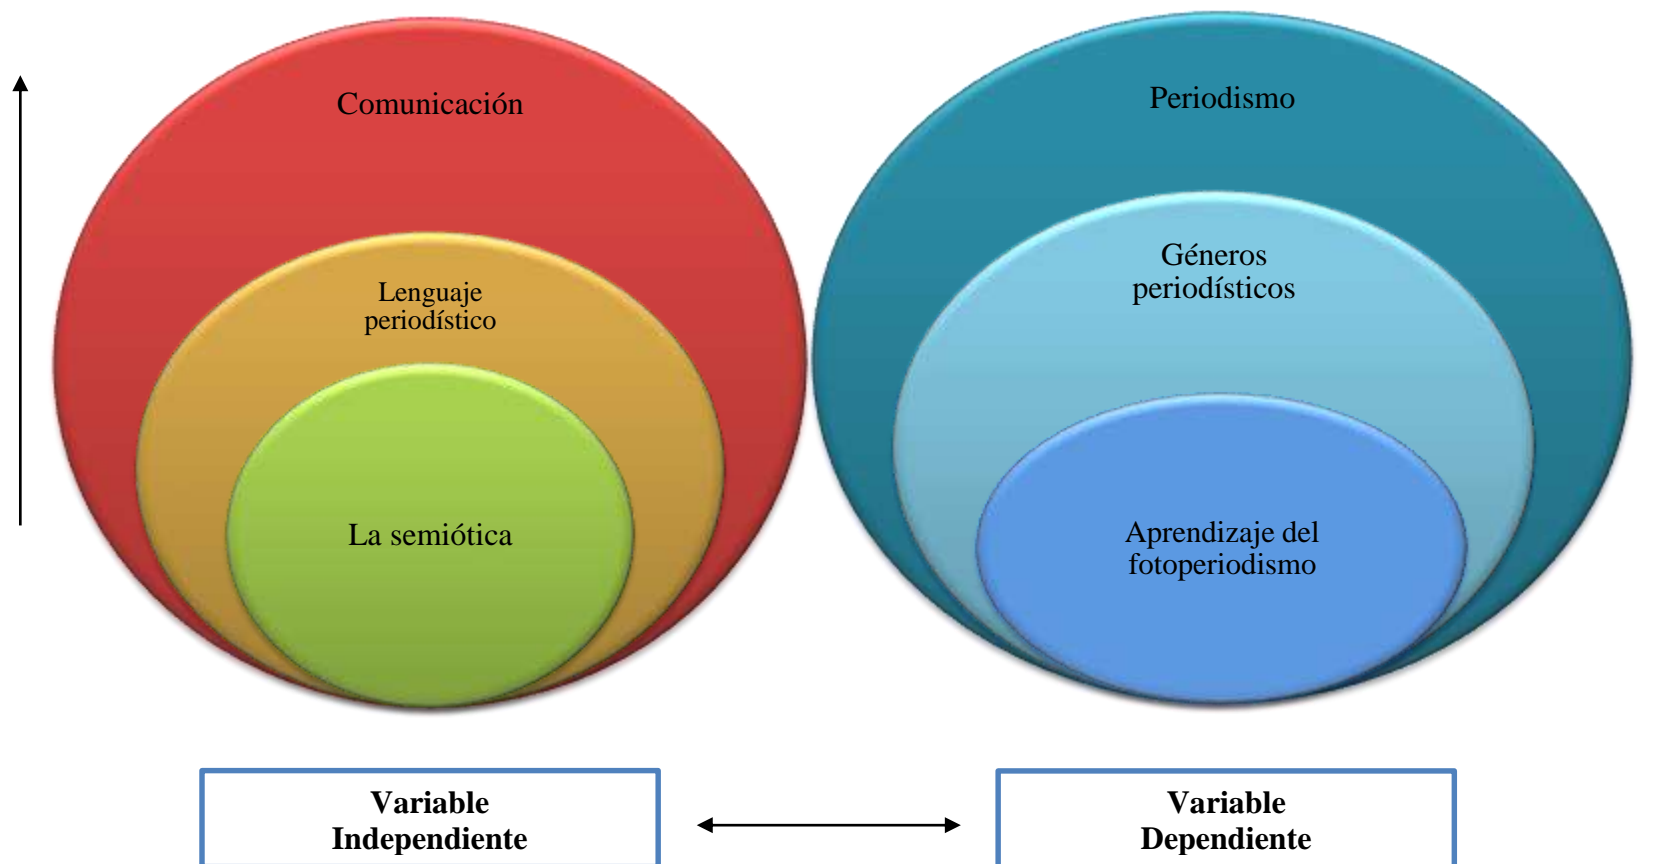 Comunicación
Lenguaje
periodístico
La semiótica
Periodismo
Géneros
periodísticos
Aprendizaje del
fotoperiodismo
Variable
Independiente
Variable
Dependiente